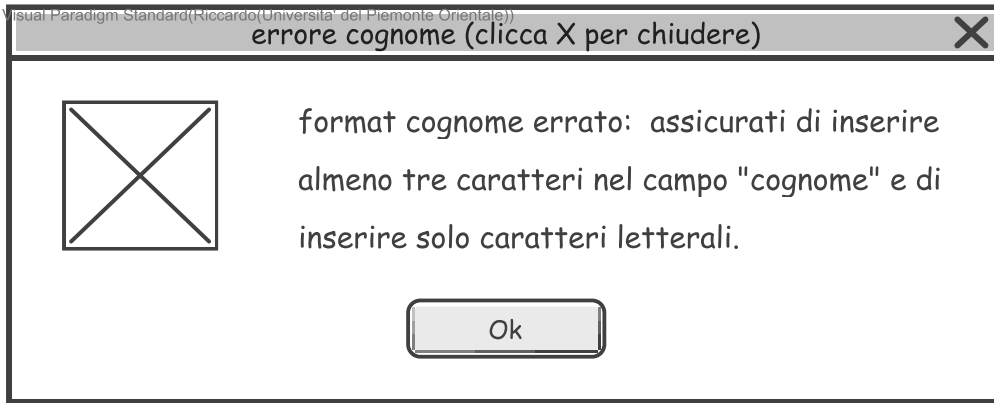 Visual Paradigm Standard(Riccardo(Universita' del Piemonte Orientale))
errore cognome (clicca X per chiudere)
format cognome errato:  assicurati di inserire
almeno tre caratteri nel campo "cognome" e di
inserire solo caratteri letterali.
Ok